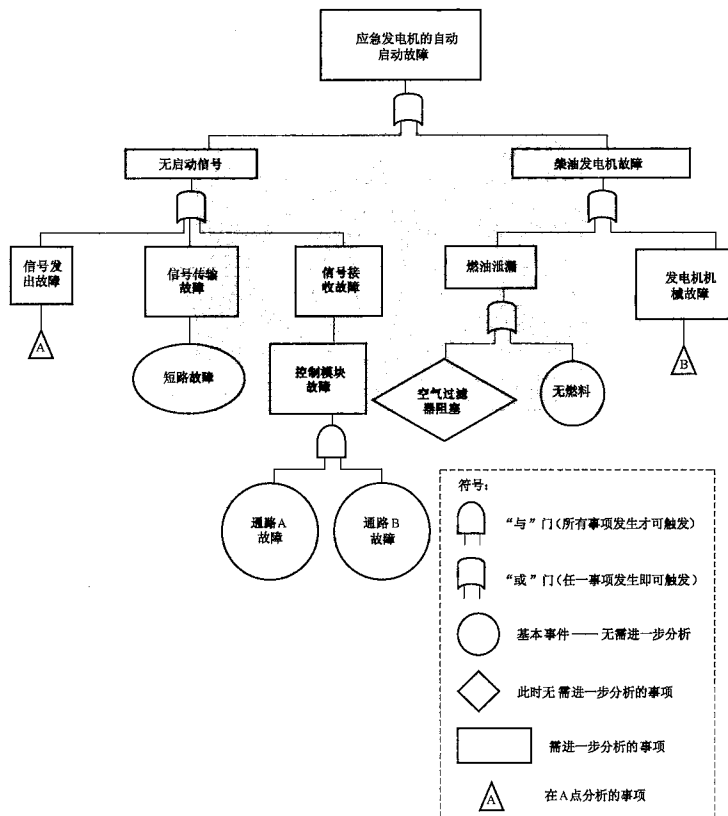 应急发电机的自动
启动故障
无启动信号
柴油发电机故障
信号发
出故障
信号传输
故障
信号接
收故障
燃油泄漏
发电机机
械故障
A
短路故障
控制模块
故障
空气过滤
器阻塞
无燃料
B
通路A
故障
通路B
故障
符号:
“与”门(所有事项发生才可触发)
“或”门(任一事项发生即可触发)
基本事件——无需进一步分析
此时无需进一步分析的事项
需进一步分析的事项
A
在A点分析的事项